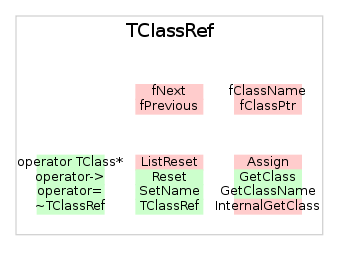 TClassRef
fNext fClassName
fPrevious fClassPtr
operator TClass* ListReset Assign
operator-> Reset GetClass
operator= SetName GetClassName
~TClassRef TClassRef InternalGetClass